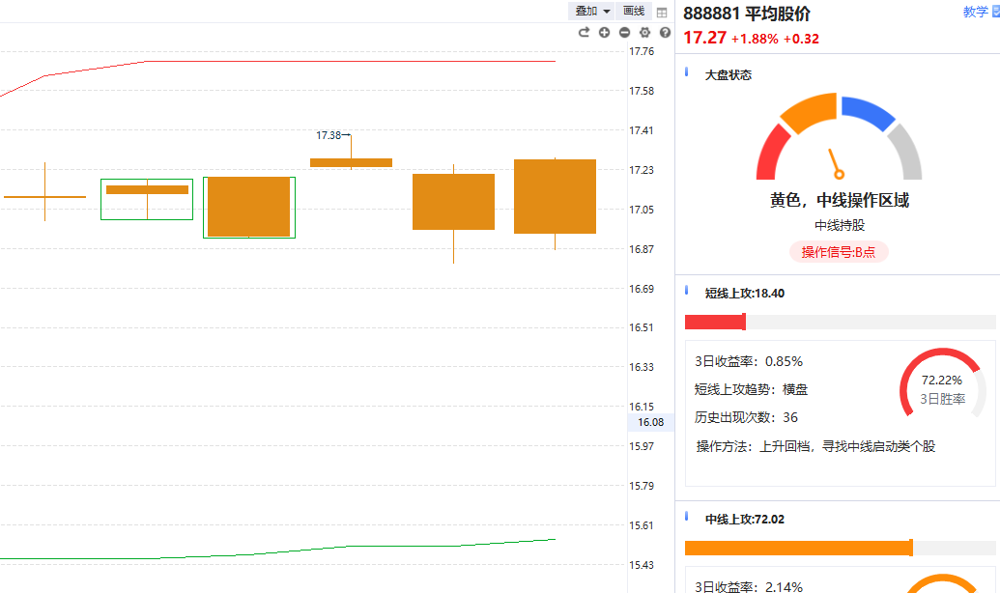 叠加 画线
888881 平均股价 教学
17.27 +1.88% +0.32
17.76
大盘状态
17.58
17.41
17.38
17.23
17.05
16.87
16.69
16.51
16.33
16.15
16.08
15.97
15.79
15.61
15.43
黄色，中线操作区域
中线持股
操作信号:B点
短线上攻:18.40
3日收益率：0.85%
短线上攻趋势：横盘
历史出现次数：36
操作方法：上升回档，寻找中线启动类个股
72.22%
3日胜率
中线上攻:72.02
3日收益率：2.14%